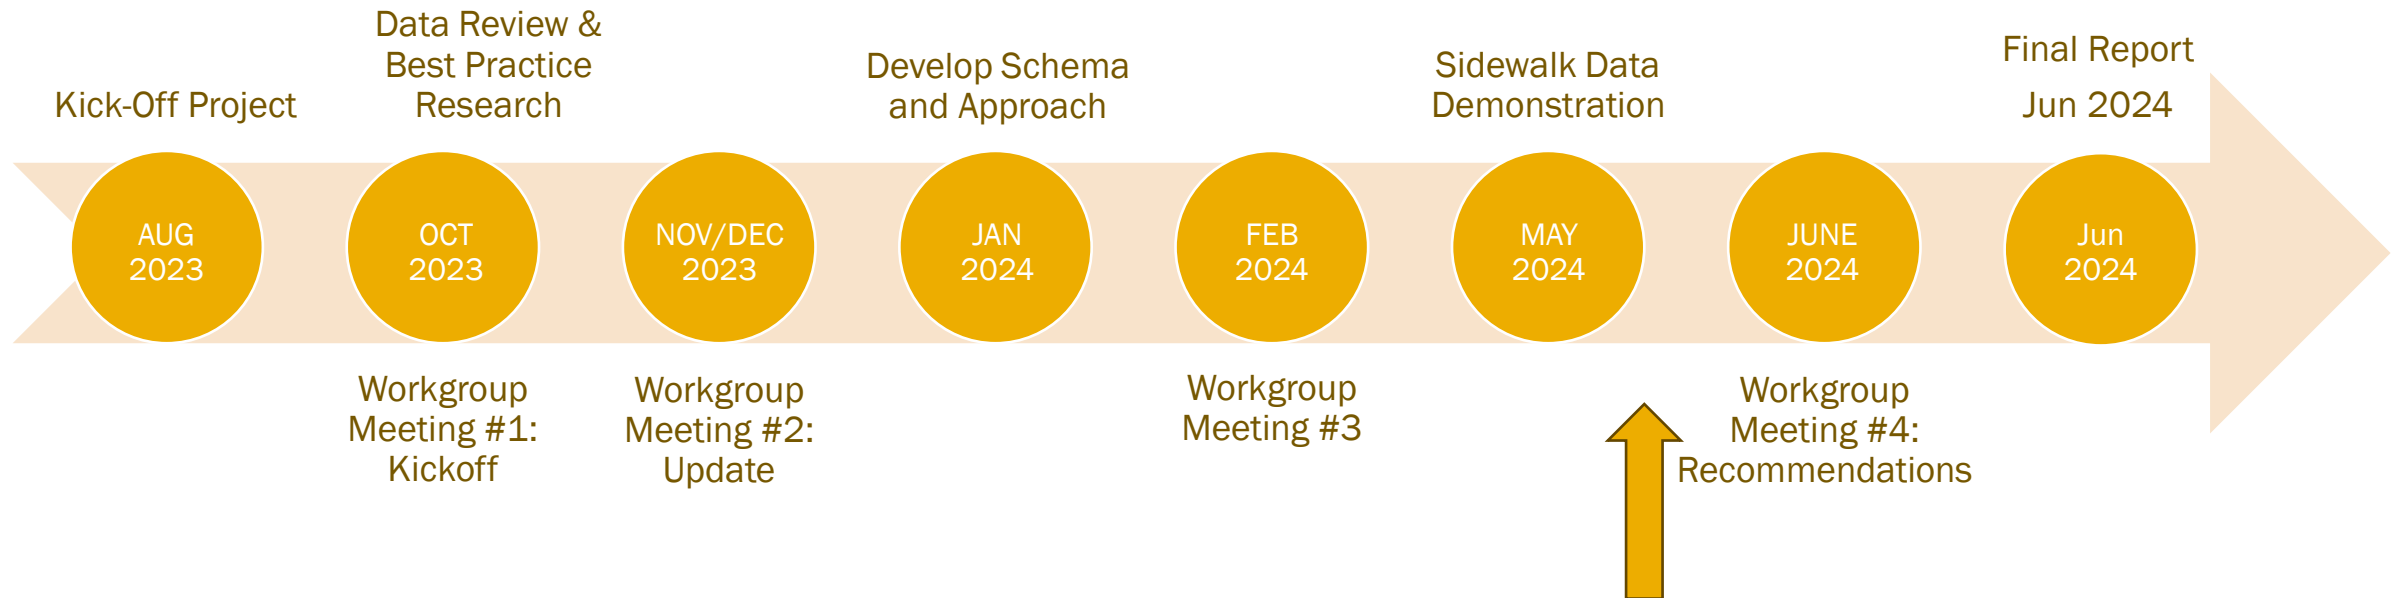 Kick-Off Project
Data Review &
Best Practice
Research
Develop Schema
and Approach
Sidewalk Data
Demonstration
Final Report
Jun 2024
AUG
2023
OCT
2023
NOV/DEC
2023
JAN
2024
FEB
2024
MAY
2024
JUNE
2024
Jun
2024
Workgroup
Meeting #1:
Kickoff
Workgroup
Meeting #2:
Update
Workgroup
Meeting #3
Workgroup
Meeting #4:
Recommendations